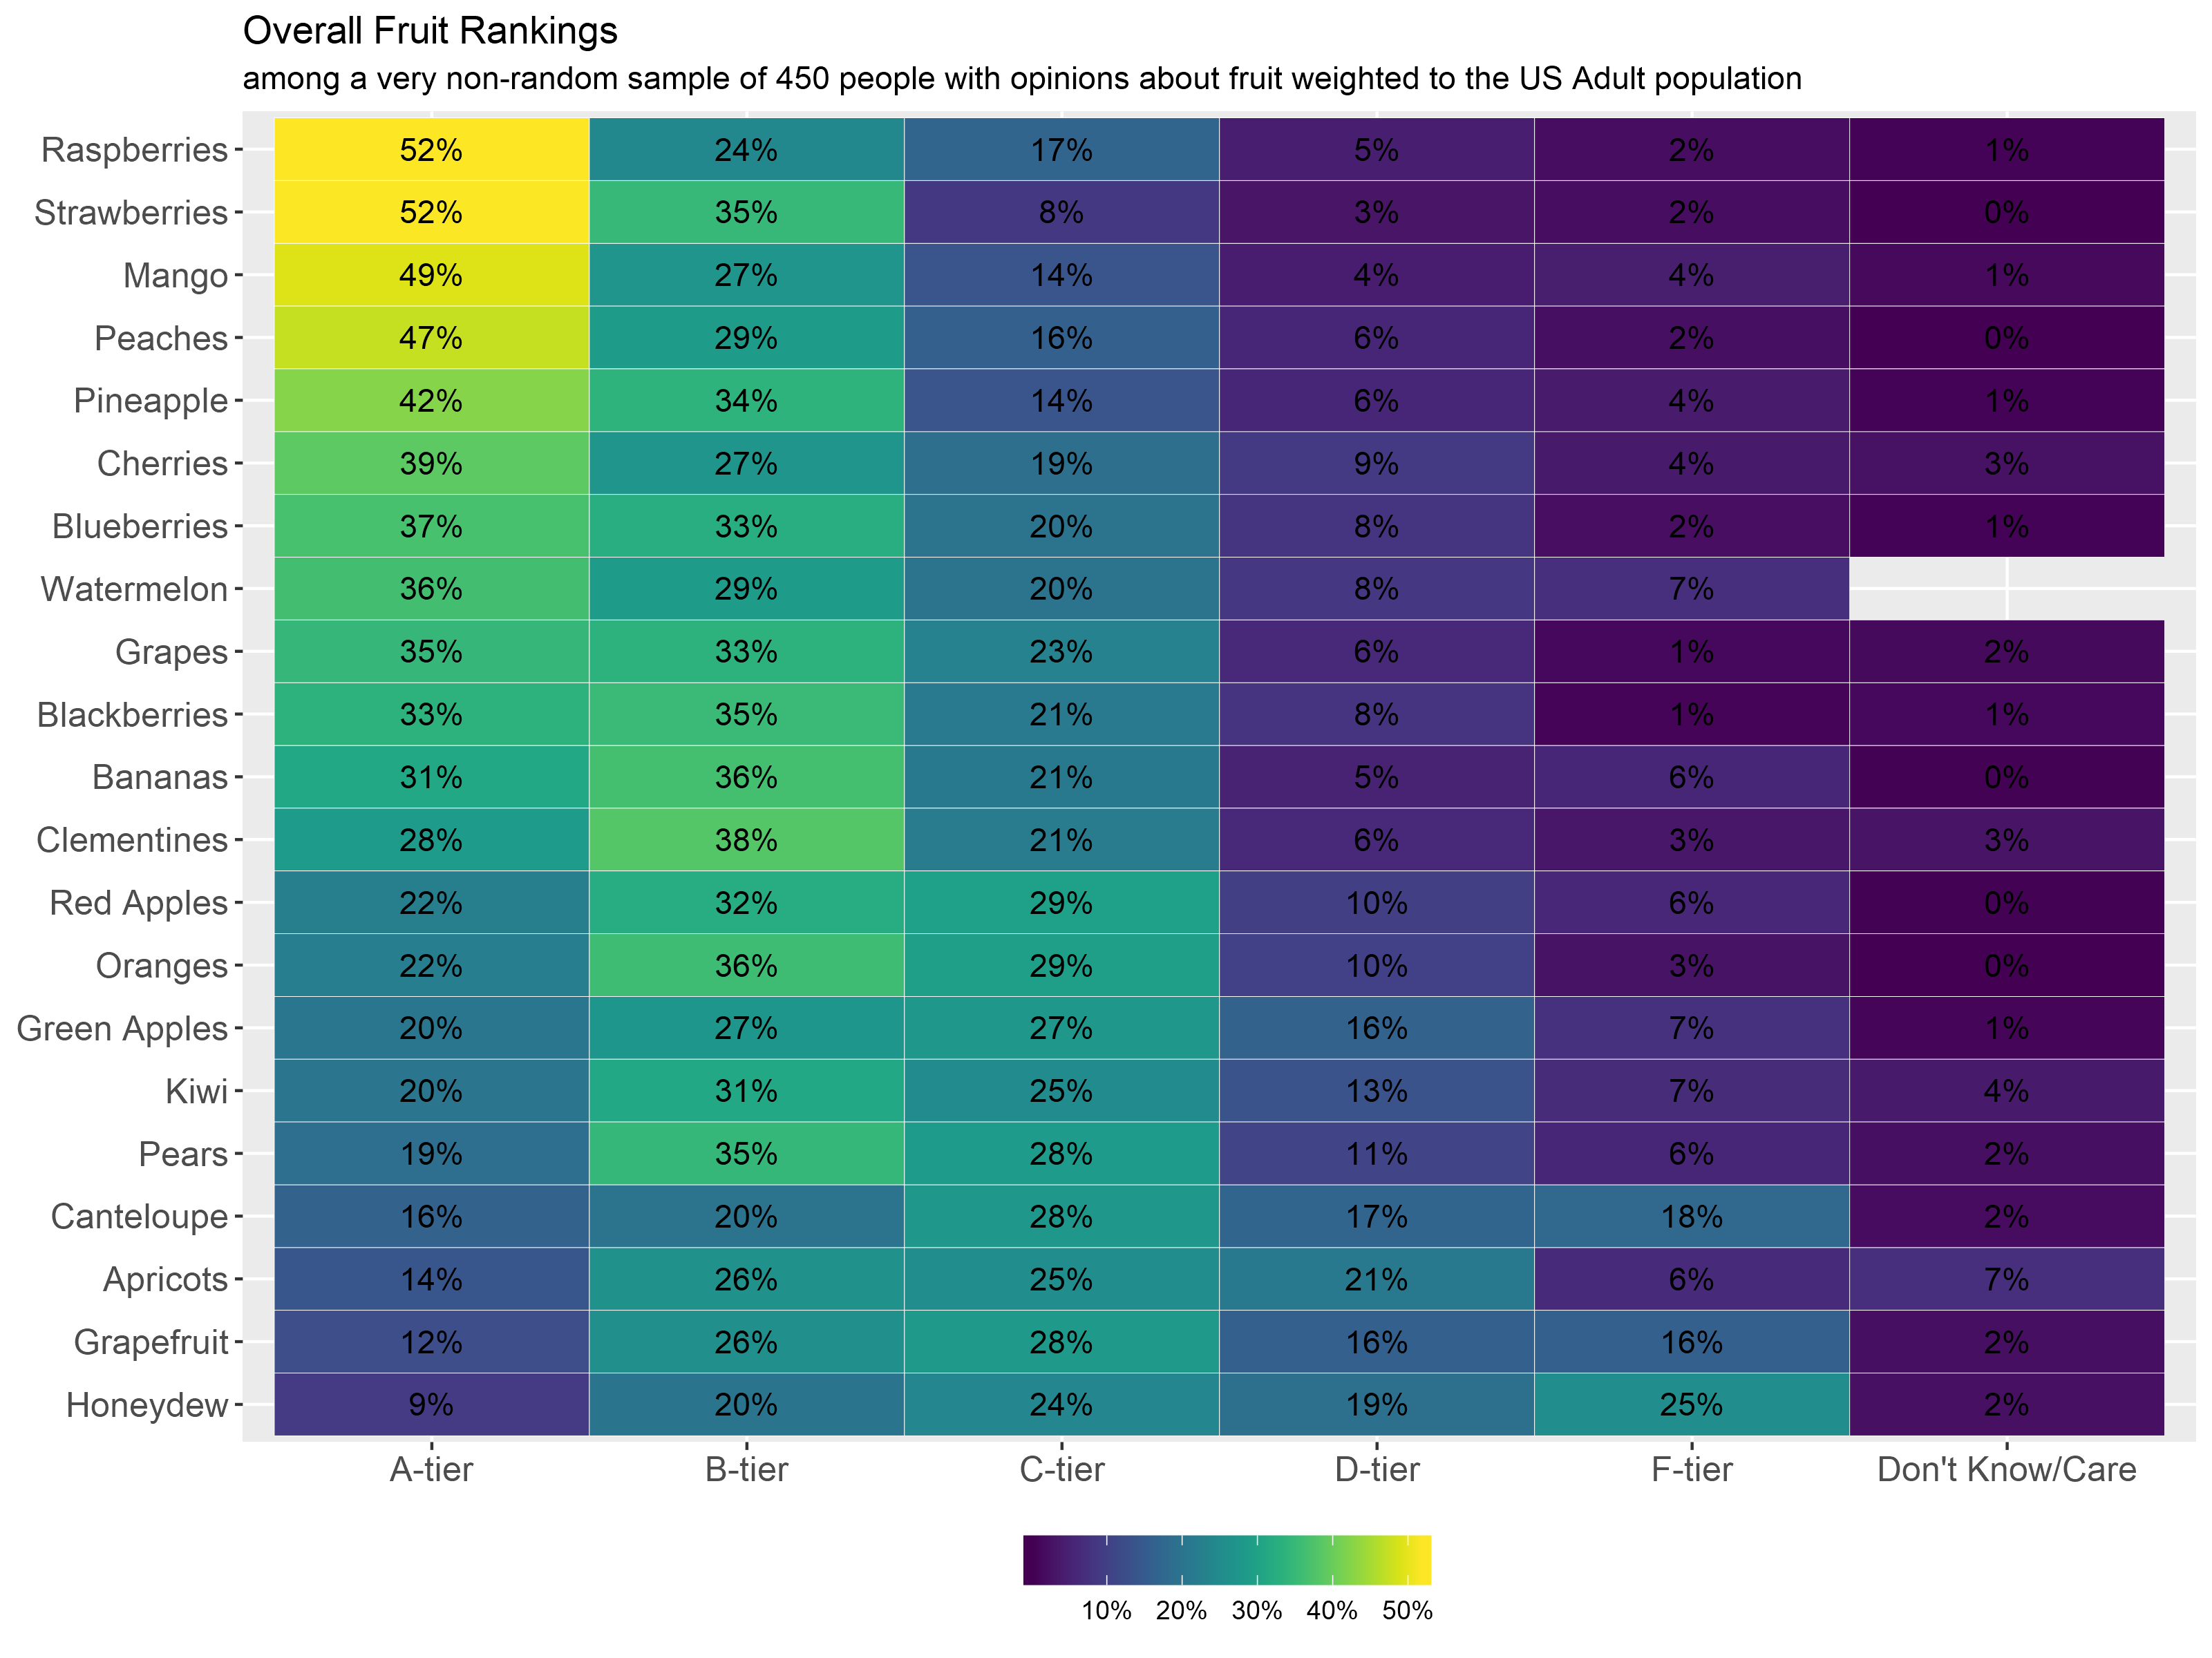 Overall Fruit Rankings
among a very non-random sample of 450 people with opinions about fruit weighted to the US Adult population
Raspberries 52% 24% 17% 5% 2% 1%
Strawberries 52% 35% 8% 3% 2% 0%
Mango 49% 27% 14% 4% 4% 1%
Peaches 47% 29% 16% 6% 2% 0%
Pineapple 42% 34% 14% 6% 4% 1%
Cherries 39% 27% 19% 9% 4% 3%
Blueberries 37% 33% 20% 8% 2% 1%
Watermelon 36% 29% 20% 8% 7%
Grapes 35% 33% 23% 6% 1% 2%
Blackberries 33% 35% 21% 8% 1% 1%
Bananas 31% 36% 21% 5% 6% 0%
Clementines 28% 38% 21% 6% 3% 3%
Red Apples 22% 32% 29% 10% 6% 0%
Oranges 22% 36% 29% 10% 3% 0%
Green Apples 20% 27% 27% 16% 7% 1%
Kiwi 20% 31% 25% 13% 7% 4%
Pears 19% 35% 28% 11% 6% 2%
Canteloupe 16% 20% 28% 17% 18% 2%
Apricots 14% 26% 25% 21% 6% 7%
Grapefruit 12% 26% 28% 16% 16% 2%
Honeydew 9% 20% 24% 19% 25% 2%
A-tier B-tier C-tier D-tier F-tier Don't Know/Care
10% 20% 30% 40% 50%